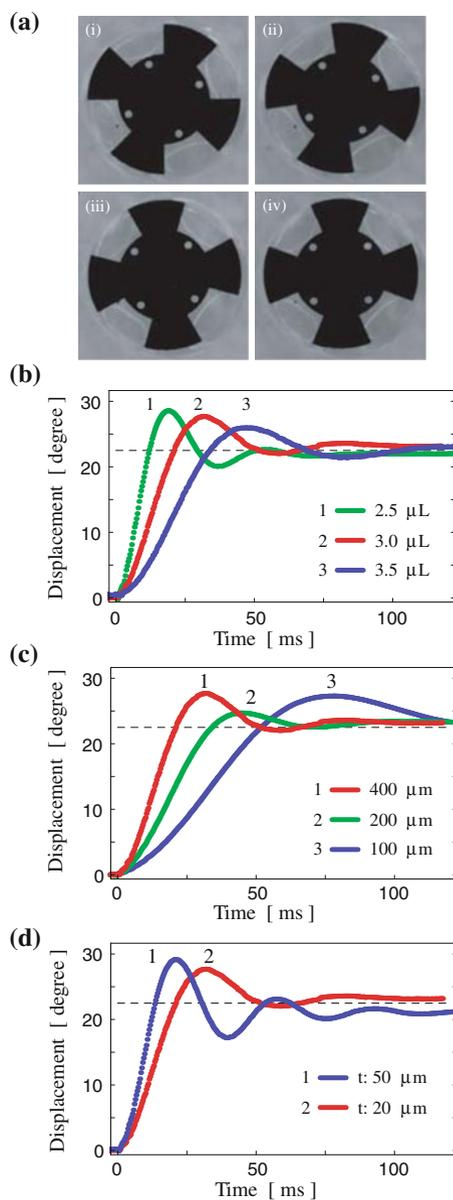 (a)
(i)
(ii)
(iii)
(iv)
(b)
Displacement [ degree ]
30
20
10
0
1 2 3
1 2.5 μL
2 3.0 μL
3 3.5 μL
0 50 100
Time [ ms ]
(c)
Displacement [ degree ]
30
20
10
0
1 2 3
1 400 μm
2 200 μm
3 100 μm
0 50 100
Time [ ms ]
(d)
Displacement [ degree ]
30
20
10
0
1 2
1 t: 50 μm
2 t: 20 μm
0 50 100
Time [ ms ]